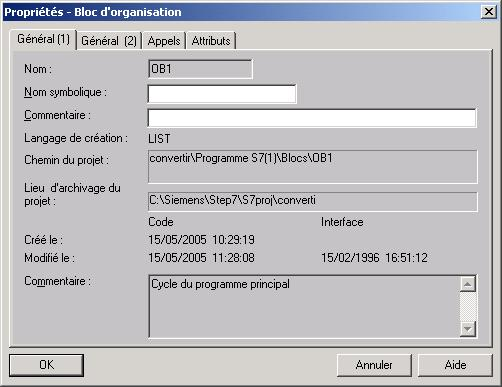 Propriétés - Bloc d'organisation
Général (1) Général (2) Appels Attributs
Nom : OB1
Nom symbolique :
Commentaire :
Langage de création : LIST
Chemin du projet : convertir\Programme S7(1)\Blocs\OB1
Lieu d'archivage du
projet : C:\Siemens\Step7\S7proj\converti
Code Interface
Créé le : 15/05/2005 10:29:19
Modifié le : 15/05/2005 11:28:08 15/02/1996 16:51:12
Commentaire : Cycle du programme principal
OK Annuler Aide